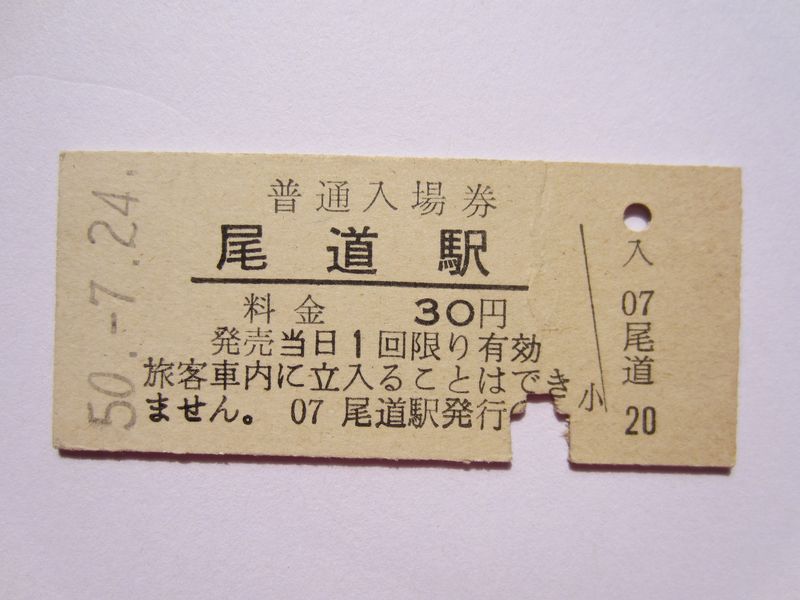 50.-7.24.
普通入場券
尾道駅
料金 30円
発売当日1回限り有効
旅客車内に立入ることはでき
ません。 07 尾道駅発行
小
入
07
尾道
20